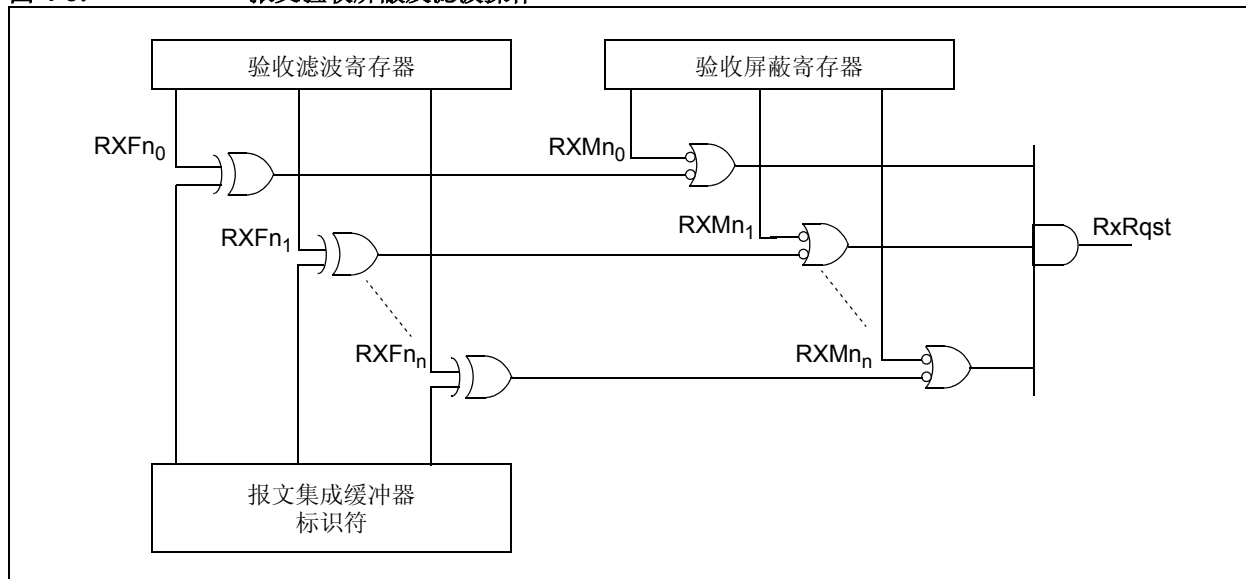 验收滤波寄存器
验收屏蔽寄存器
RXFn0
RXMn0
RXFn1
RXMn1
RxRqst
RXFnn
RXMnn
报文集成缓冲器
标识符